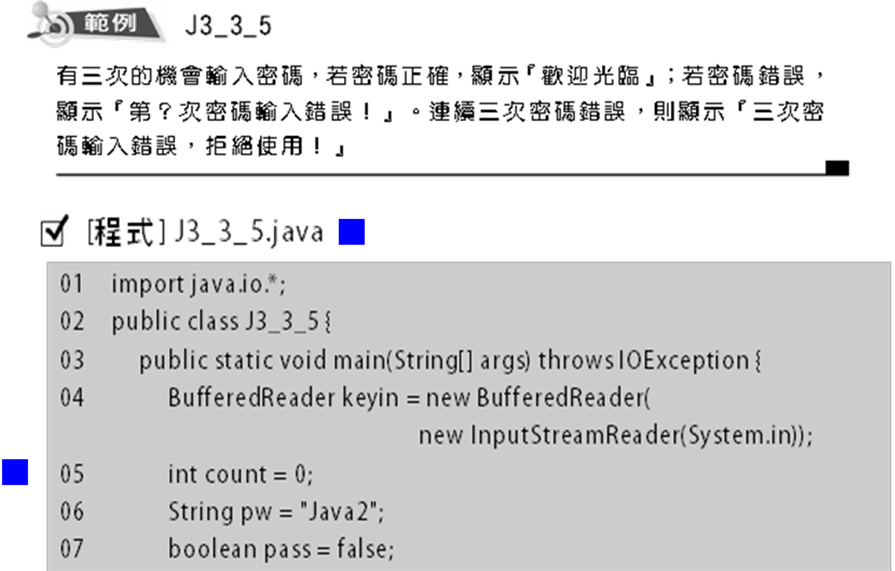 範例 J3_3_5
有三次的機會輸入密碼，若密碼正確，顯示『歡迎光臨』；若密碼錯誤，
顯示『第？次密碼輸入錯誤！』。連續三次密碼錯誤，則顯示『三次密
碼輸入錯誤，拒絕使用！』
[程式] J3_3_5.java
01 import java.io.*;
02 public class J3_3_5 {
03 public static void main(String[] args) throws IOException {
04 BufferedReader keyin = new BufferedReader(
new InputStreamReader(System.in));
05 int count = 0;
06 String pw = "Java2";
07 boolean pass = false;